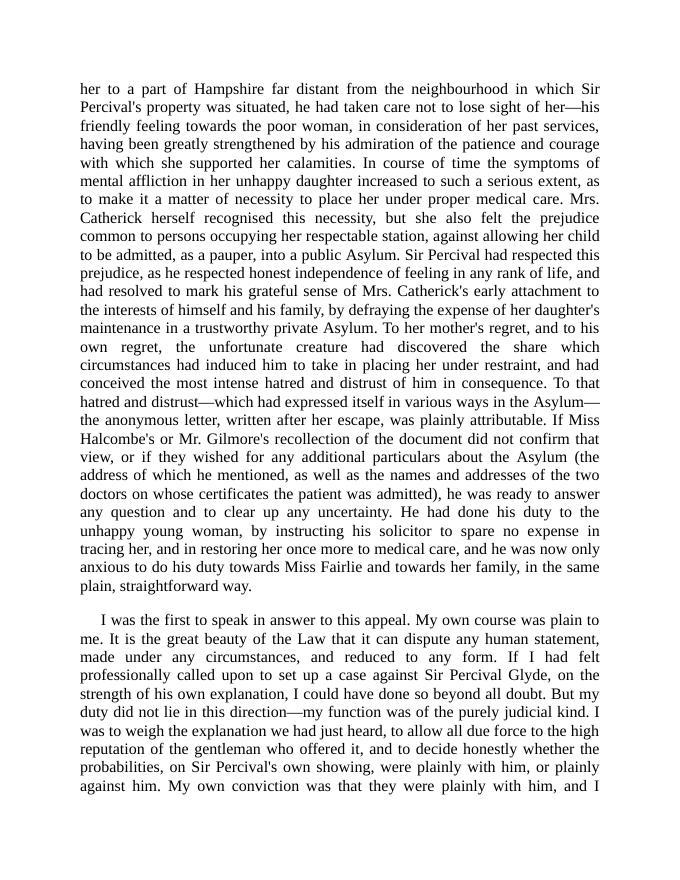 her to a part of Hampshire far distant from the neighbourhood in which Sir
Percival's property was situated, he had taken care not to lose sight of her—his
friendly feeling towards the poor woman, in consideration of her past services,
having been greatly strengthened by his admiration of the patience and courage
with which she supported her calamities. In course of time the symptoms of
mental affliction in her unhappy daughter increased to such a serious extent, as
to make it a matter of necessity to place her under proper medical care. Mrs.
Catherick herself recognised this necessity, but she also felt the prejudice
common to persons occupying her respectable station, against allowing her child
to be admitted, as a pauper, into a public Asylum. Sir Percival had respected this
prejudice, as he respected honest independence of feeling in any rank of life, and
had resolved to mark his grateful sense of Mrs. Catherick's early attachment to
the interests of himself and his family, by defraying the expense of her daughter's
maintenance in a trustworthy private Asylum. To her mother's regret, and to his
own regret, the unfortunate creature had discovered the share which
circumstances had induced him to take in placing her under restraint, and had
conceived the most intense hatred and distrust of him in consequence. To that
hatred and distrust—which had expressed itself in various ways in the Asylum—
the anonymous letter, written after her escape, was plainly attributable. If Miss
Halcombe's or Mr. Gilmore's recollection of the document did not confirm that
view, or if they wished for any additional particulars about the Asylum (the
address of which he mentioned, as well as the names and addresses of the two
doctors on whose certificates the patient was admitted), he was ready to answer
any question and to clear up any uncertainty. He had done his duty to the
unhappy young woman, by instructing his solicitor to spare no expense in
tracing her, and in restoring her once more to medical care, and he was now only
anxious to do his duty towards Miss Fairlie and towards her family, in the same
plain, straightforward way.
I was the first to speak in answer to this appeal. My own course was plain to
me. It is the great beauty of the Law that it can dispute any human statement,
made under any circumstances, and reduced to any form. If I had felt
professionally called upon to set up a case against Sir Percival Glyde, on the
strength of his own explanation, I could have done so beyond all doubt. But my
duty did not lie in this direction—my function was of the purely judicial kind. I
was to weigh the explanation we had just heard, to allow all due force to the high
reputation of the gentleman who offered it, and to decide honestly whether the
probabilities, on Sir Percival's own showing, were plainly with him, or plainly
against him. My own conviction was that they were plainly with him, and I